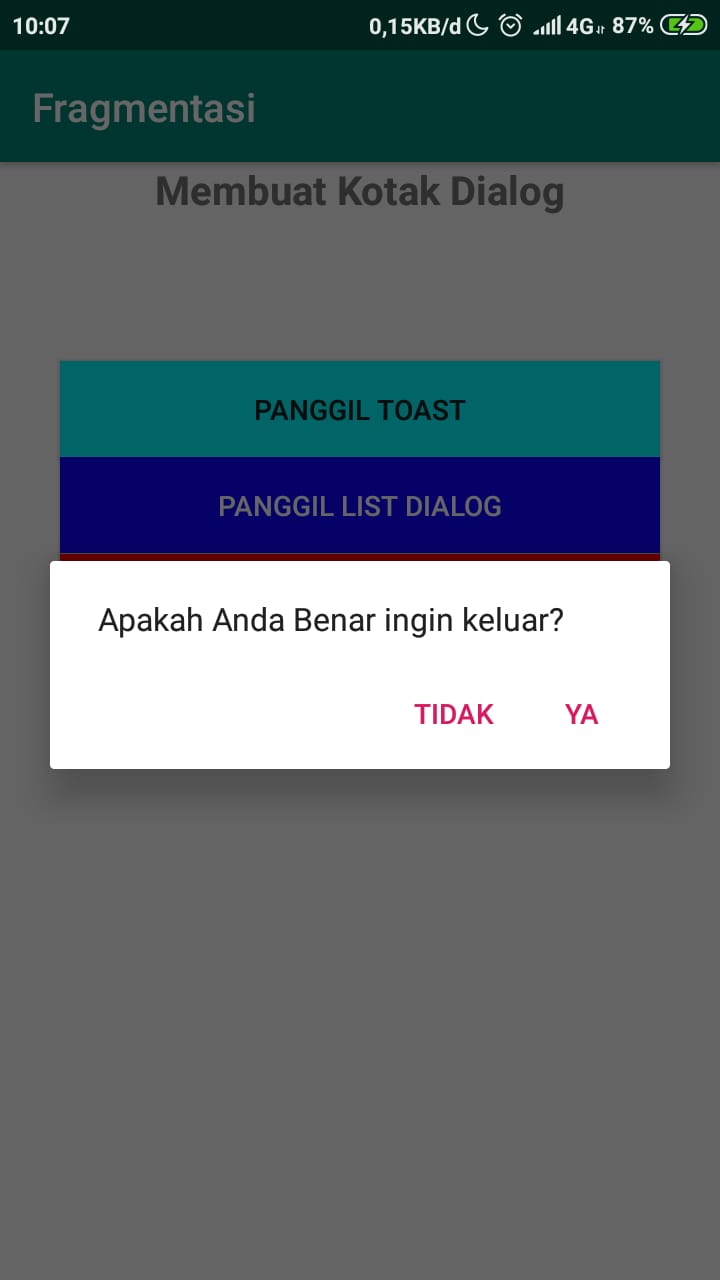 10:07 0,15KB/d 4G 87%
Fragmentasi
Membuat Kotak Dialog
PANGGIL TOAST
PANGGIL LIST DIALOG
Apakah Anda Benar ingin keluar?
TIDAK YA